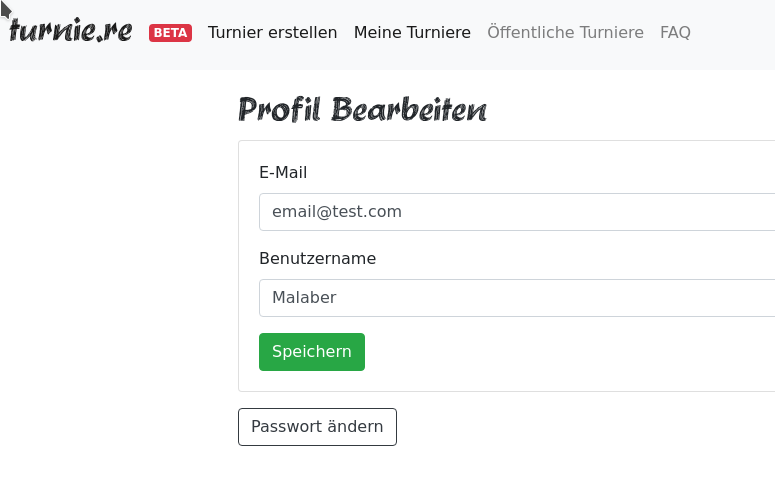 turnie.re BETA Turnier erstellen Meine Turniere Öffentliche Turniere FAQ
Profil Bearbeiten
E-Mail
email@test.com
Benutzername
Malaber
Speichern
Passwort ändern